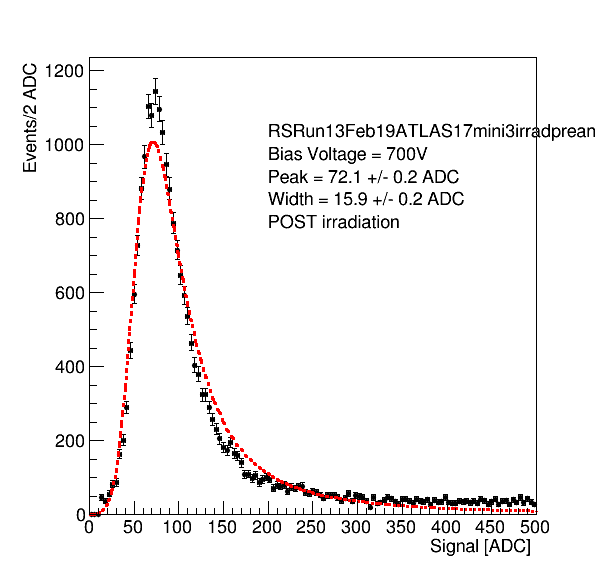 Events/2 ADC
1200
1000
800
600
400
200
0
RSRun13Feb19ATLAS17mini3irradprean
Bias Voltage = 700V
Peak = 72.1 +/- 0.2 ADC
Width = 15.9 +/- 0.2 ADC
POST irradiation
0 50 100 150 200 250 300 350 400 450 500
Signal [ADC]